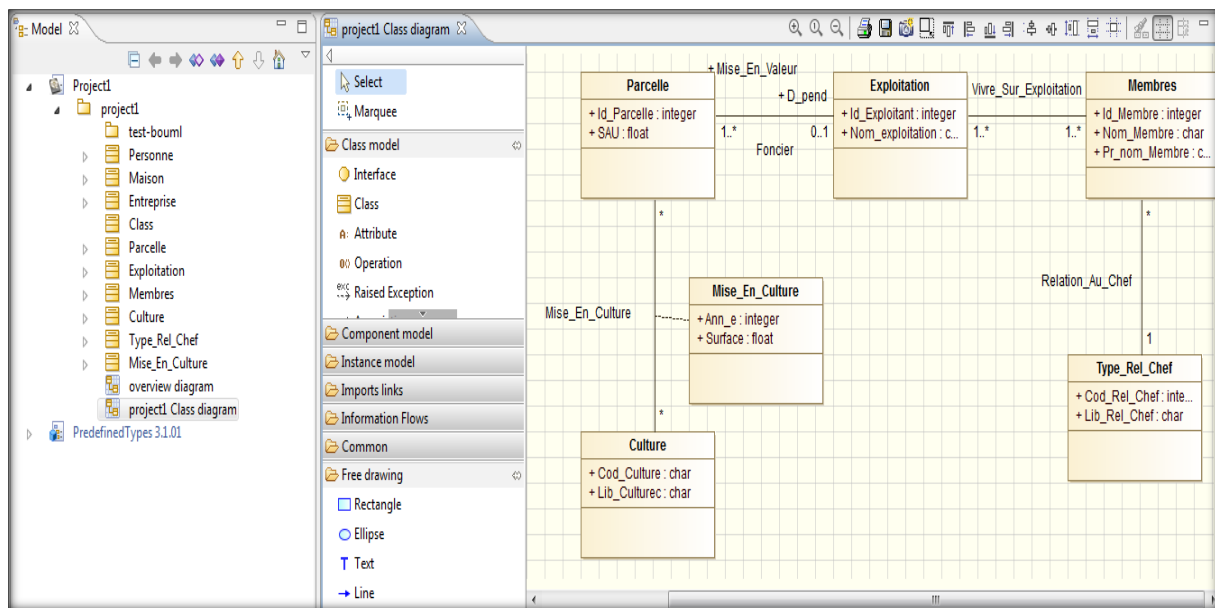 Model
Project1
project1
test-bouml
Personne
Maison
Entreprise
Class
Parcelle
Exploitation
Membres
Culture
Type_Rel_Chef
Mise_En_Culture
overview diagram
project1 Class diagram
PredefinedTypes 3.1.01
project1 Class diagram
Select
Marquee
Class model
Interface
Class
A: Attribute
Operation
exc Raised Exception
Component model
Instance model
Imports links
Information Flows
Common
Free drawing
Rectangle
Ellipse
T Text
Line
+ Mise_En_Valeur
+ D_pend
Parcelle
+ Id_Parcelle : integer
+ SAU : float
1..*
0..1
Foncier
Exploitation
+ Id_Exploitant : integer
+ Nom_exploitation : c...
Vivre_Sur_Exploitation
1..*
1..*
Membres
+ Id_Membre : integer
+ Nom_Membre : char
+ Pr_nom_Membre : c...
*
*
Relation_Au_Chef
Mise_En_Culture
Mise_En_Culture
+ Ann_e : integer
+ Surface : float
1
Type_Rel_Chef
+ Cod_Rel_Chef : inte...
+ Lib_Rel_Chef : char
*
Culture
+ Cod_Culture : char
+ Lib_Culturec : char